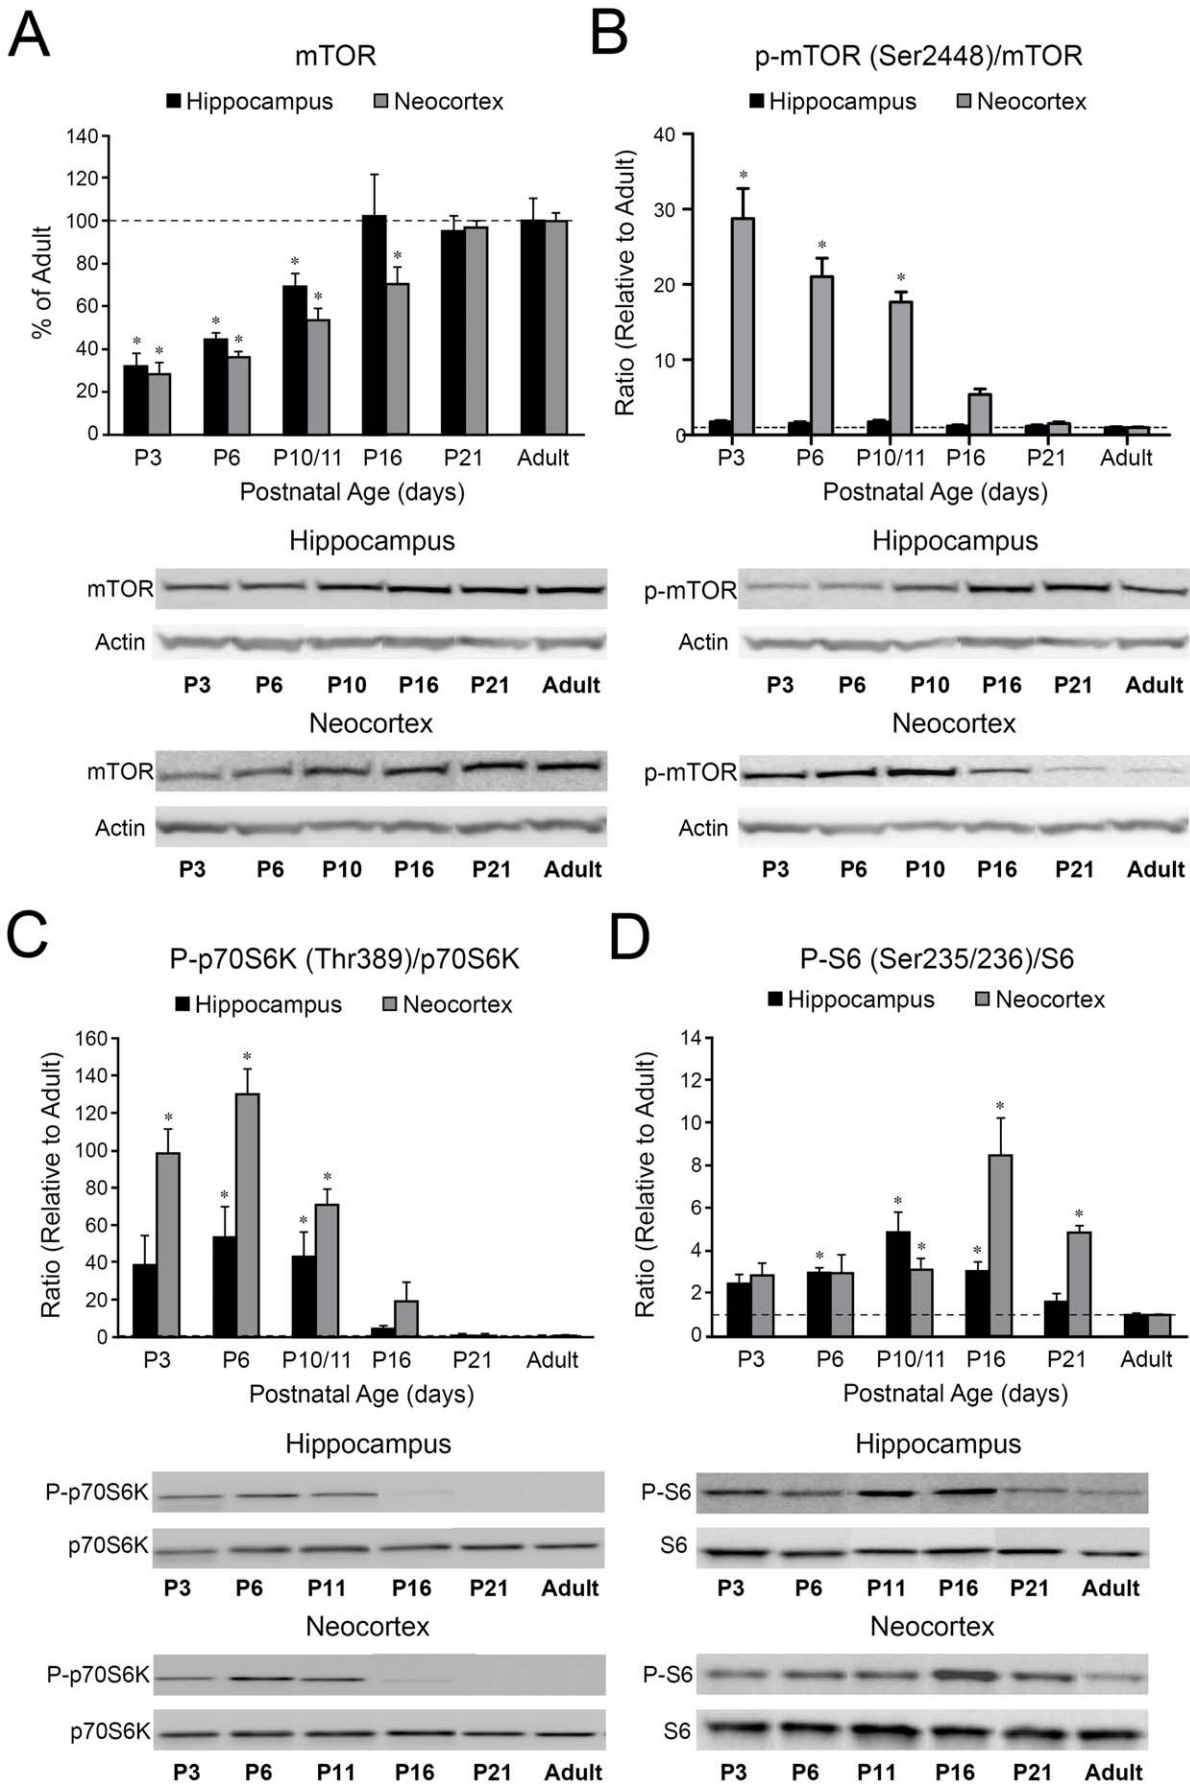 A
mTOR
Hippocampus Neocortex
140
120
100
80
60
40
20
0
% of Adult
* * * * * * *
P3 P6 P10/11 P16 P21 Adult
Postnatal Age (days)
Hippocampus
mTOR
Actin
P3 P6 P10 P16 P21 Adult
Neocortex
mTOR
Actin
P3 P6 P10 P16 P21 Adult
B
p-mTOR (Ser2448)/mTOR
Hippocampus Neocortex
40
30
20
10
0
Ratio (Relative to Adult)
* * *
P3 P6 P10/11 P16 P21 Adult
Postnatal Age (days)
Hippocampus
p-mTOR
Actin
P3 P6 P10 P16 P21 Adult
Neocortex
p-mTOR
Actin
P3 P6 P10 P16 P21 Adult
C
P-p70S6K (Thr389)/p70S6K
Hippocampus Neocortex
160
140
120
100
80
60
40
20
0
Ratio (Relative to Adult)
* * * * *
P3 P6 P10/11 P16 P21 Adult
Postnatal Age (days)
Hippocampus
P-p70S6K
p70S6K
P3 P6 P11 P16 P21 Adult
Neocortex
P-p70S6K
p70S6K
P3 P6 P11 P16 P21 Adult
D
P-S6 (Ser235/236)/S6
Hippocampus Neocortex
14
12
10
8
6
4
2
0
Ratio (Relative to Adult)
* * * * * *
P3 P6 P10/11 P16 P21 Adult
Postnatal Age (days)
Hippocampus
P-S6
S6
P3 P6 P11 P16 P21 Adult
Neocortex
P-S6
S6
P3 P6 P11 P16 P21 Adult